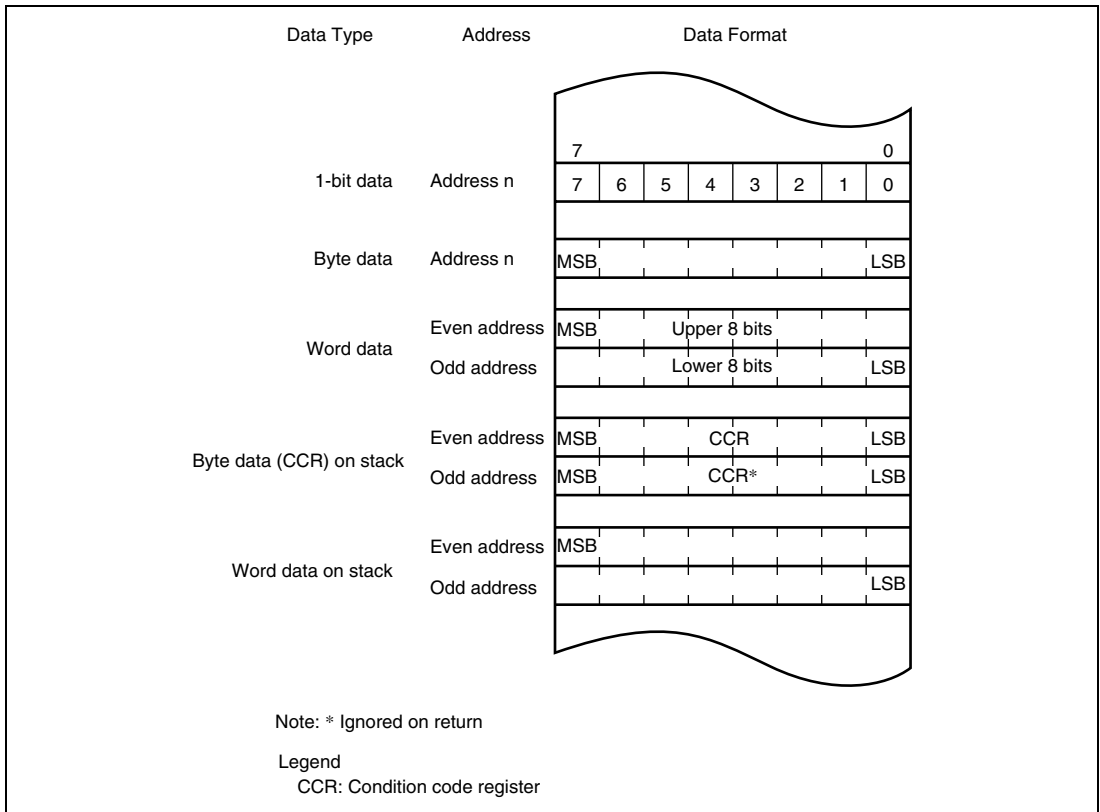 Data Type Address Data Format
7 0
1-bit data Address n 7 6 5 4 3 2 1 0
Byte data Address n MSB LSB
Word data
Even address MSB Upper 8 bits
Odd address Lower 8 bits LSB
Byte data (CCR) on stack
Even address MSB CCR LSB
Odd address MSB CCR* LSB
Word data on stack
Even address MSB
Odd address LSB
Note: * Ignored on return
Legend
CCR: Condition code register